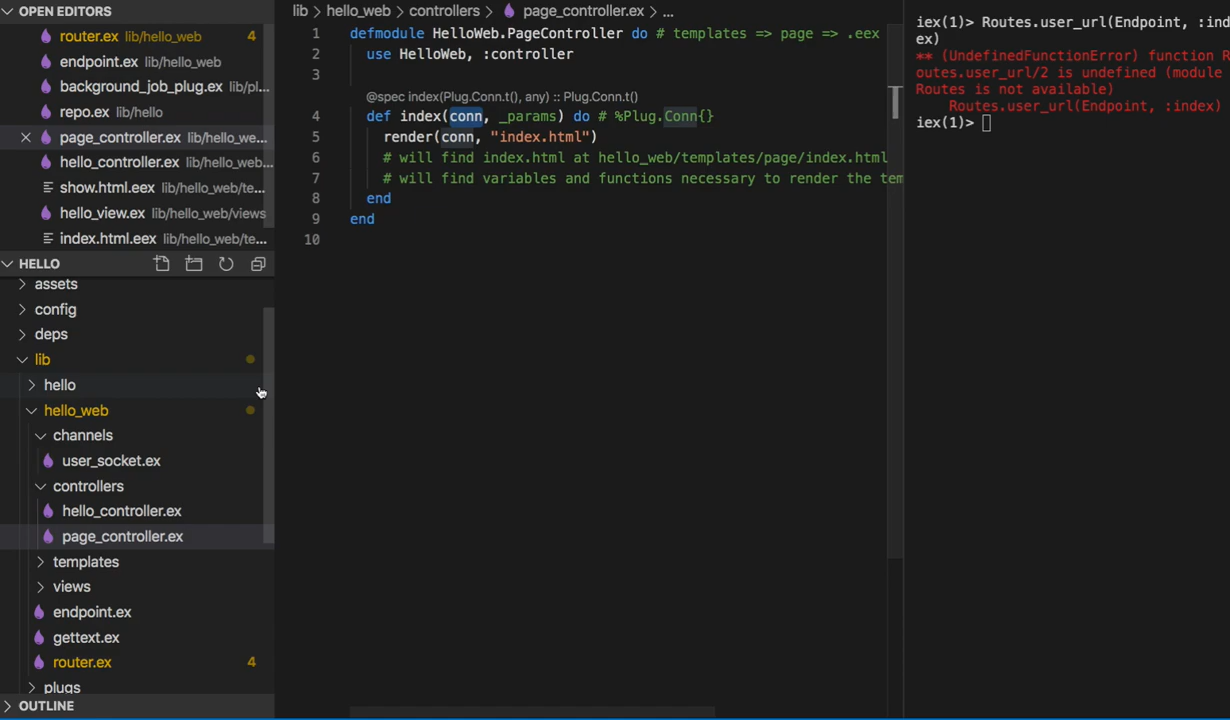 OPEN EDITORS
router.ex lib/hello_web 4
endpoint.ex lib/hello_web
background_job_plug.ex lib/pl...
repo.ex lib/hello
page_controller.ex lib/hello_we...
hello_controller.ex lib/hello_web...
show.html.eex lib/hello_web/te...
hello_view.ex lib/hello_web/views
index.html.eex lib/hello_web/te...
HELLO
assets
config
deps
lib
hello
hello_web
channels
user_socket.ex
controllers
hello_controller.ex
page_controller.ex
templates
views
endpoint.ex
gettext.ex
router.ex 4
plugs
OUTLINE
lib > hello_web > controllers > page_controller.ex > ...
1 defmodule HelloWeb.PageController do # templates => page => .eex
2 use HelloWeb, :controller
3
@spec index(Plug.Conn.t(), any) :: Plug.Conn.t()
4 def index(conn, _params) do # %Plug.Conn{}
5 render(conn, "index.html")
6 # will find index.html at hello_web/templates/page/index.html
7 # will find variables and functions necessary to render the tem
8 end
9 end
10
iex(1)> Routes.user_url(Endpoint, :ind
ex)
** (UndefinedFunctionError) function R
outes.user_url/2 is undefined (module
Routes is not available)
Routes.user_url(Endpoint, :index)
iex(1)>